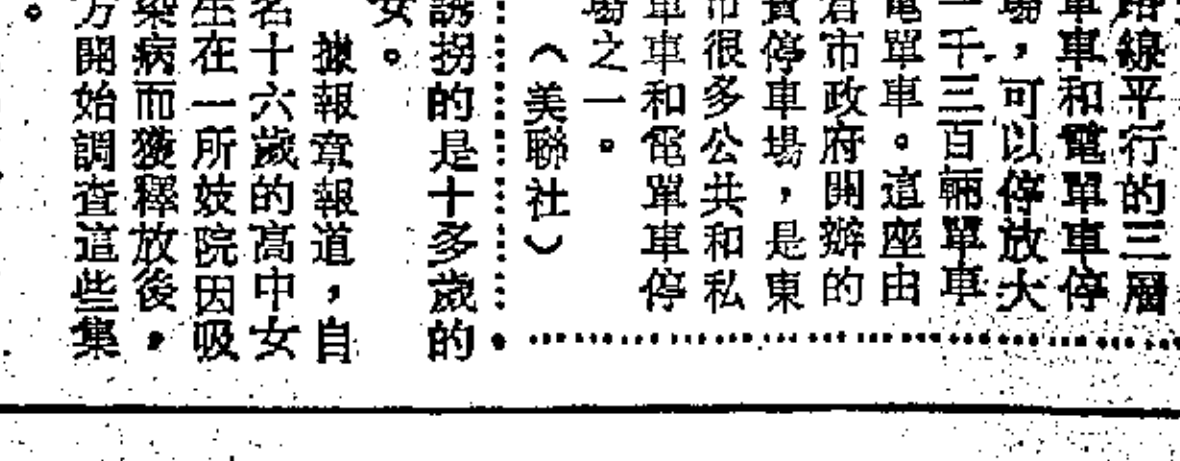 路線平行的三層
單車和電單車停
場，可以停放大
一千三百輛單車
電單車。這座由
倉市政府開辦的
費停車場，是東
市很多公共和私
單車和電單車停
場之一。
（美聯社）
誘拐的是十多歲的
女。
據報章報道，自
名十六歲的高中女
生在一所妓院因吸
染病而獲釋放後，
方開始調查這些集
。